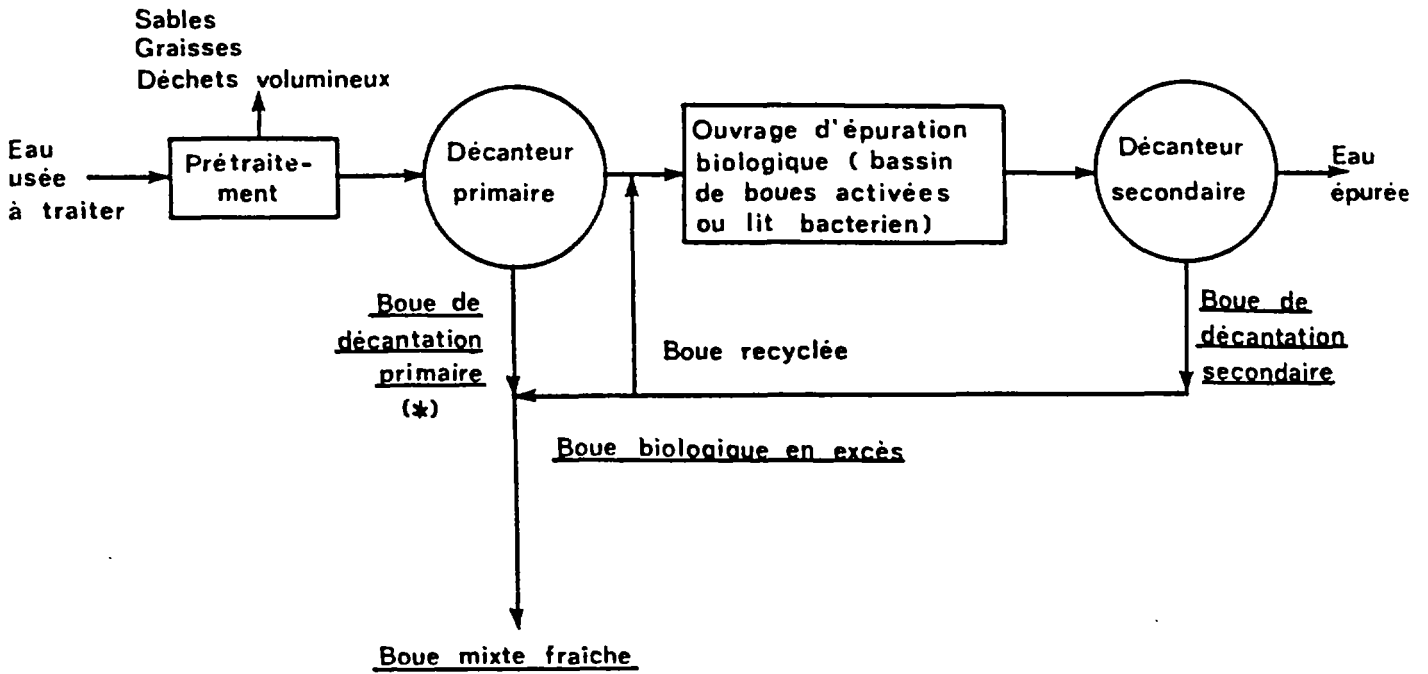 Sables
Graisses
Déchets volumineux
Eau
usée
à traiter
Prétraite-
ment
Décanteur
primaire
Ouvrage d'épuration
biologique ( bassin
de boues activées
ou lit bacterien)
Décanteur
secondaire
Eau
épurée
Boue de
décantation
primaire
(*)
Boue recyclée
Boue de
décantation
secondaire
Boue biologique en excès
Boue mixte fraîche